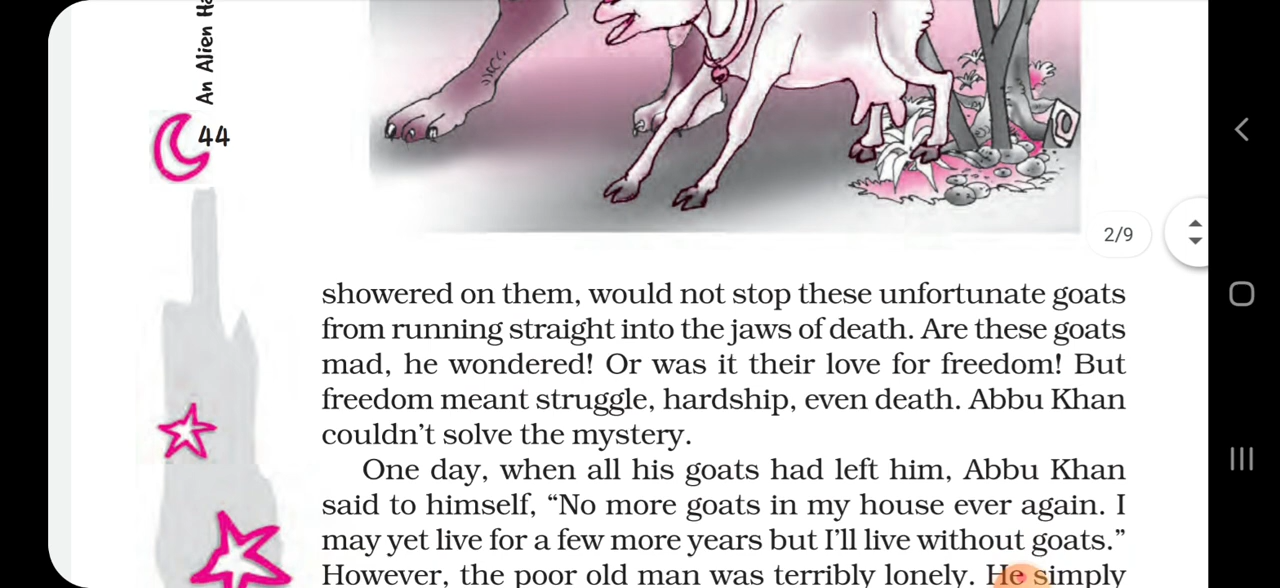 An Alien Ha
44
2/9
showered on them, would not stop these unfortunate goats
from running straight into the jaws of death. Are these goats
mad, he wondered! Or was it their love for freedom! But
freedom meant struggle, hardship, even death. Abbu Khan
couldn’t solve the mystery.
One day, when all his goats had left him, Abbu Khan
said to himself, “No more goats in my house ever again. I
may yet live for a few more years but I’ll live without goats.”
However, the poor old man was terribly lonely. He simply